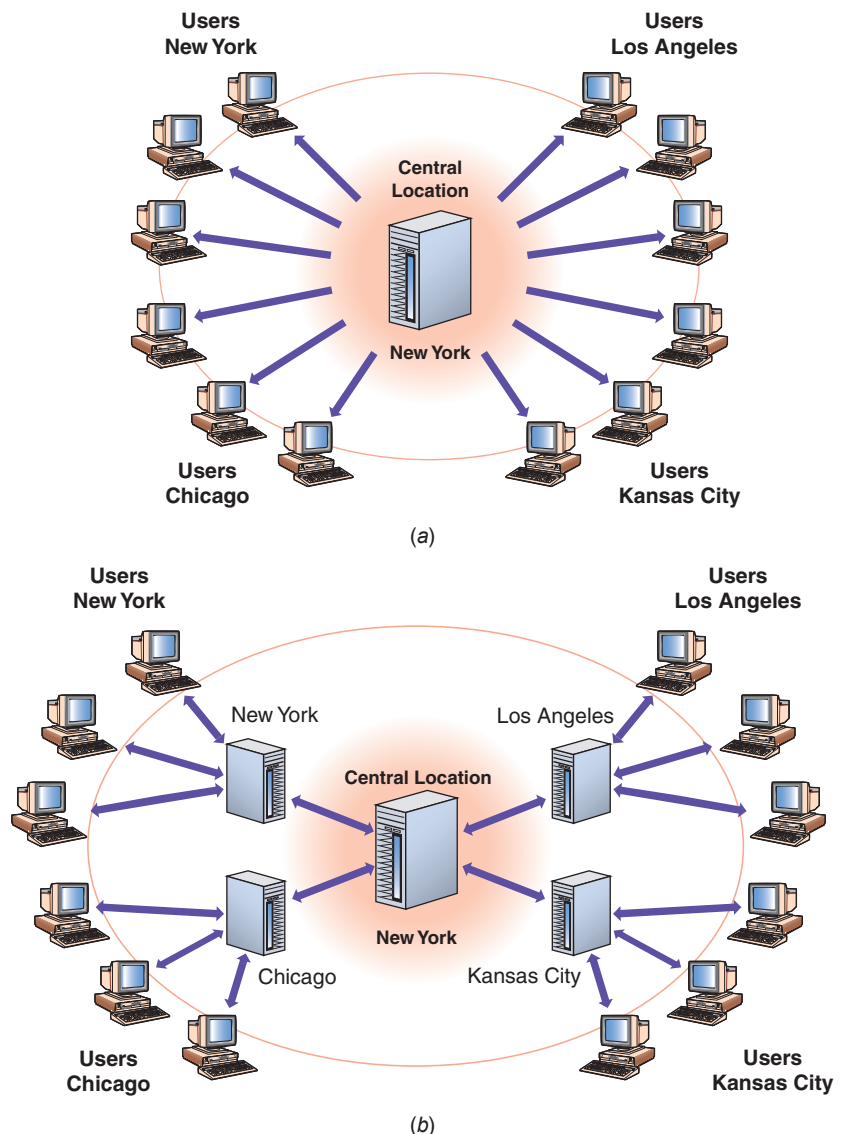 Users
New York
Users
Los Angeles
Central
Location
New York
Users
Chicago
Users
Kansas City
(a)
Users
New York
Users
Los Angeles
New York
Los Angeles
Central Location
New York
Chicago
Kansas City
Users
Chicago
Users
Kansas City
(b)